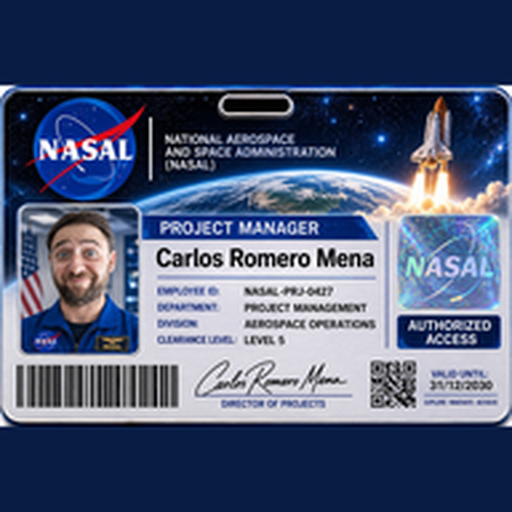 NASAL
NATIONAL AEROSPACE
AND SPACE ADMINISTRATION
(NASAL)
PROJECT MANAGER
Carlos Romero Mena
EMPLOYEE ID: NASAL-PRJ-0427
DEPARTMENT: PROJECT MANAGEMENT
DIVISION: AEROSPACE OPERATIONS
CLEARANCE LEVEL: LEVEL 5
NASAL
AUTHORIZED
ACCESS
Carlos Romero Mena
DIRECTOR OF PROJECTS
VALID UNTIL:
31/12/2030